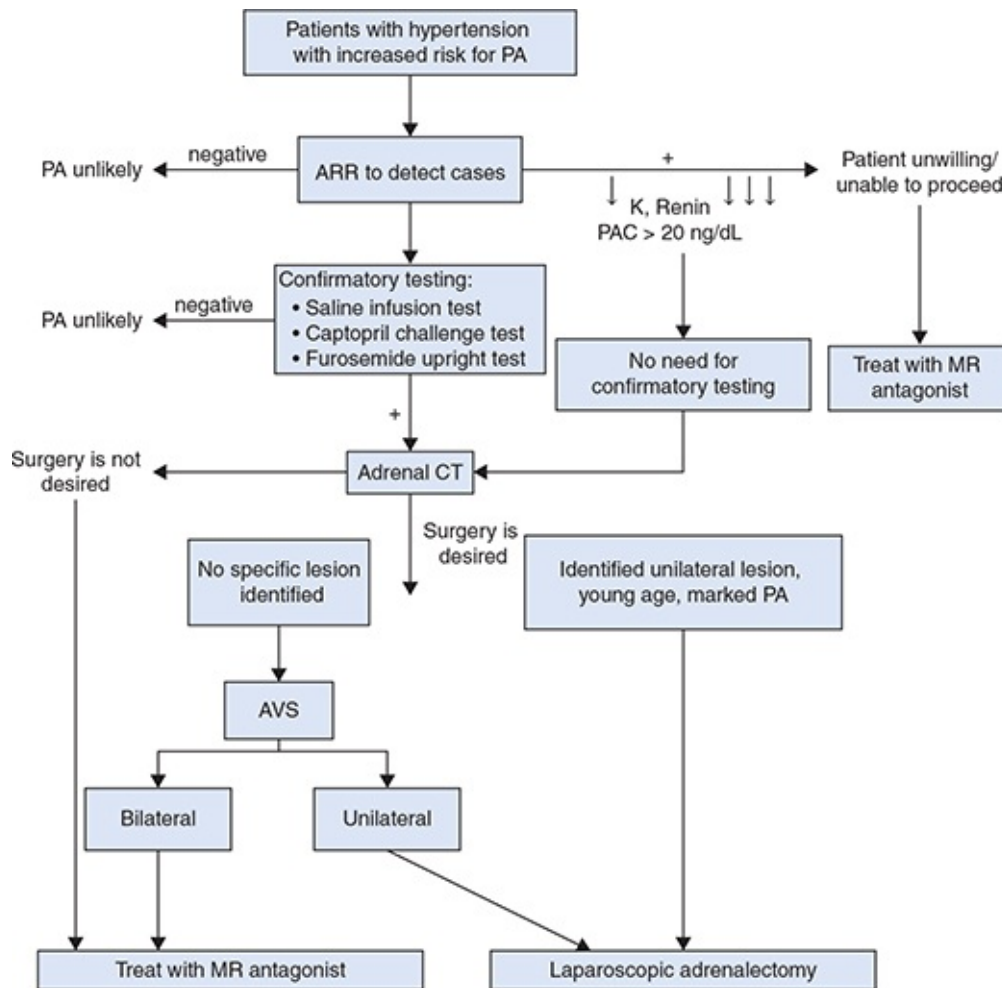 Patients with hypertension
with increased risk for PA
PA unlikely
negative
ARR to detect cases
+
↓ ↓↓↓
K, Renin
PAC > 20 ng/dL
Patient unwilling/
unable to proceed
Confirmatory testing:
• Saline infusion test
• Captopril challenge test
• Furosemide upright test
negative
PA unlikely
No need for
confirmatory testing
Treat with MR
antagonist
+
Surgery is not
desired
Adrenal CT
Surgery is
desired
No specific lesion
identified
Identified unilateral lesion,
young age, marked PA
AVS
Bilateral
Unilateral
Treat with MR antagonist
Laparoscopic adrenalectomy